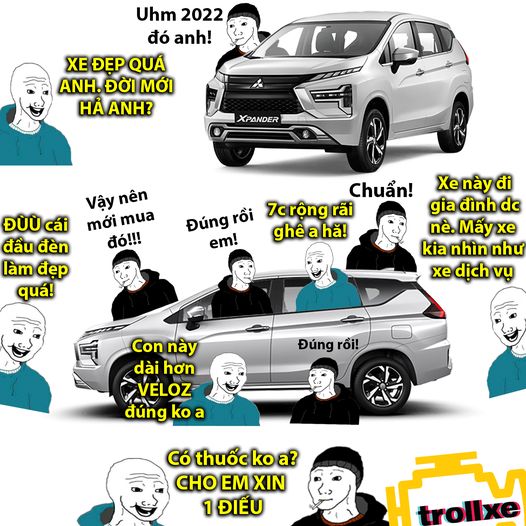 Uhm 2022
đó anh!
XE ĐẸP QUÁ
ANH. ĐỜI MỚI
HẢ ANH?
XPANDER
Vậy nên
mới mua
đó!!!
Đúng rồi
em!
7c rộng rãi
ghê a hă!
Chuẩn!
Xe này đi
gia đình dc
nè. Mấy xe
kia nhìn như
xe dịch vụ
ĐÙÙ cái
đầu đèn
làm đẹp
quá!
Con này
dài hơn
VELOZ
đúng ko a
Đúng rồi!
Có thuốc ko a?
CHO EM XIN
1 ĐIẾU
trollxe